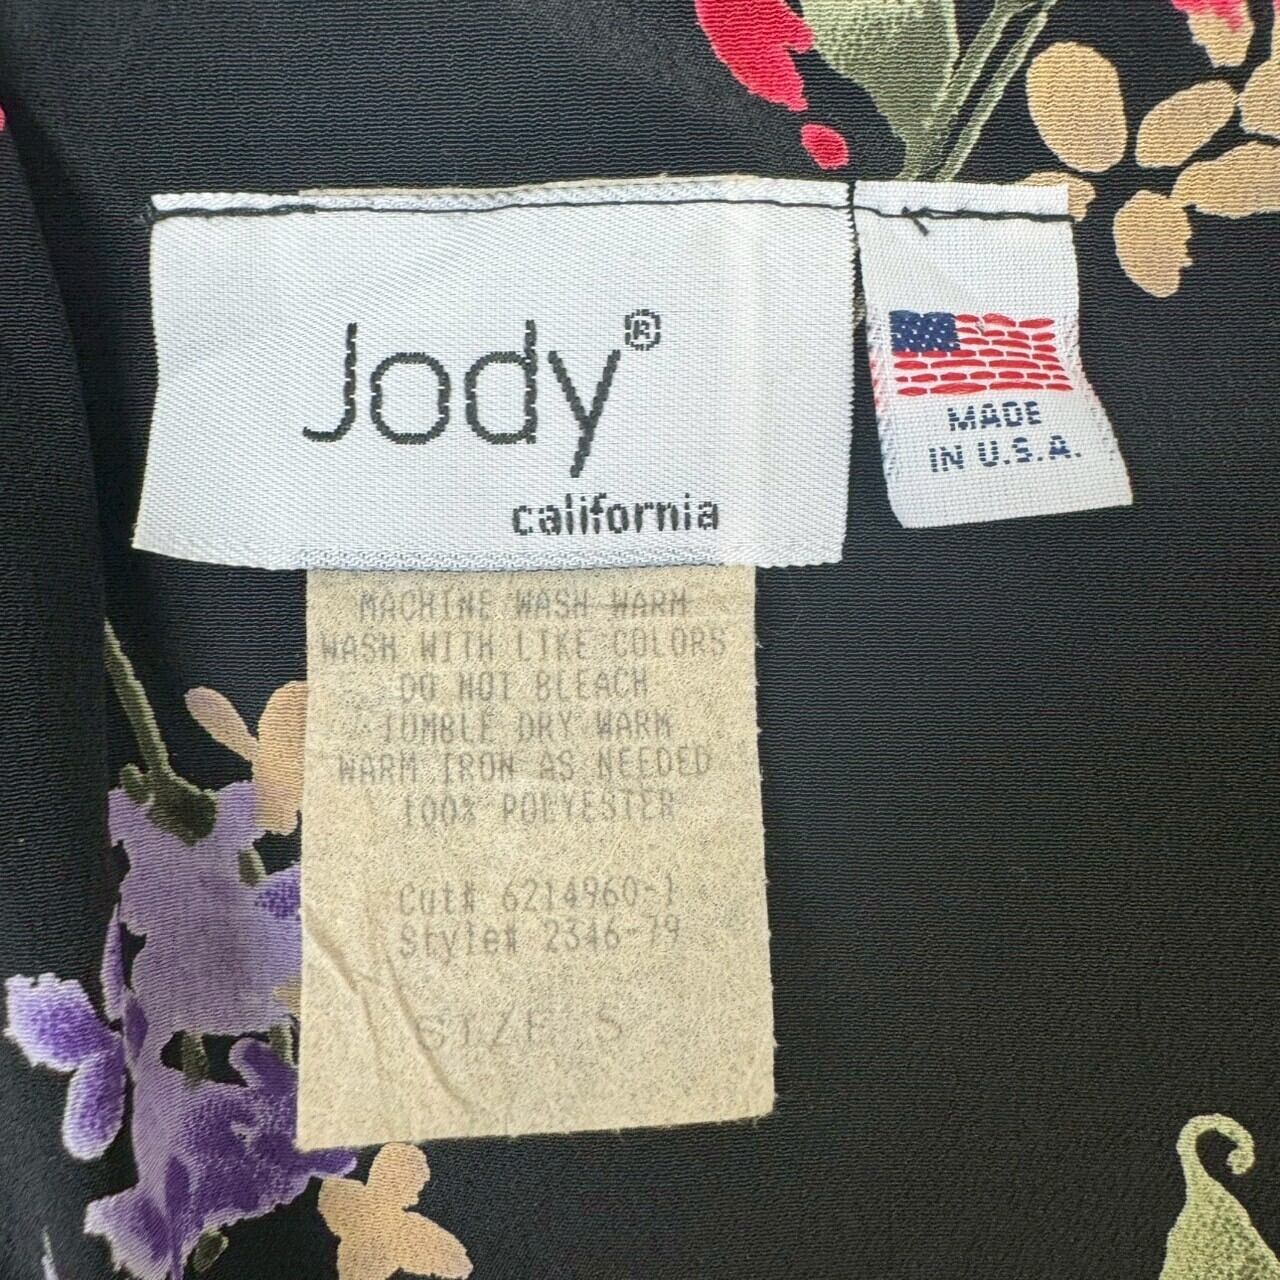 Jody®
california
MADE
IN U.S.A.
MACHINE WASH WARM
WASH WITH LIKE COLORS
DO NOT BLEACH
TUMBLE DRY WARM
WARM IRON AS NEEDED
100% POLYESTER
Cut# 6214960-1
Style# 2346-79
SIZE S